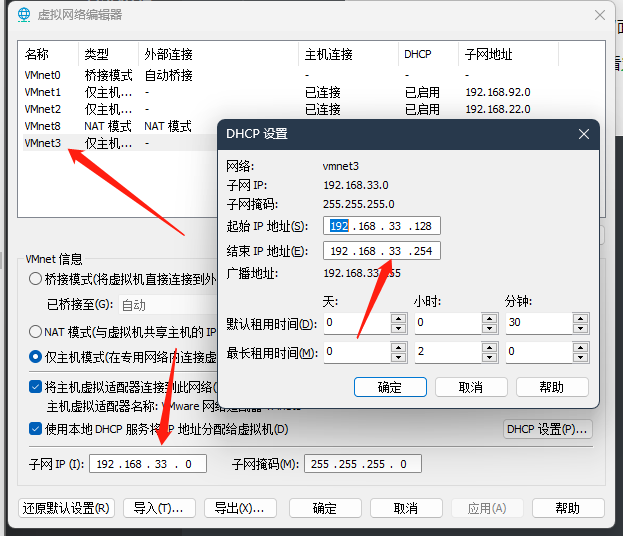 虚拟网络编辑器
名称 类型 外部连接 主机连接 DHCP 子网地址
VMnet0 桥接模式 自动桥接 - - -
VMnet1 仅主机... - 已连接 已启用 192.168.92.0
VMnet2 仅主机... - 已连接 已启用 192.168.22.0
VMnet8 NAT 模式 NAT 模式
VMnet3 仅主机... -
DHCP 设置
网络: vmnet3
子网 IP: 192.168.33.0
子网掩码: 255.255.255.0
起始 IP 地址(S): 192 .168 . 33 .128
结束 IP 地址(E): 192 .168 . 33 .254
广播地址: 192.168.33
天: 小时: 分钟:
默认租用时间(D): 0 0 30
最长租用时间(M): 0 2 0
确定 取消 帮助
VMnet 信息
桥接模式(将虚拟机直接连接到外
已桥接至(G): 自动
NAT 模式(与虚拟机共享主机的 IP
仅主机模式(在专用网络内连接虚
将主机虚拟适配器连接到此网络(
主机虚拟适配器名称: VMware 网络适配器
使用本地 DHCP 服务将 IP 地址分配给虚拟机(D) DHCP 设置(P)...
子网 IP (I): 192 .168 . 33 . 0 子网掩码(M): 255 .255 .255 . 0
还原默认设置(R) 导入(T)... 导出(X)... 确定 取消 应用(A) 帮助